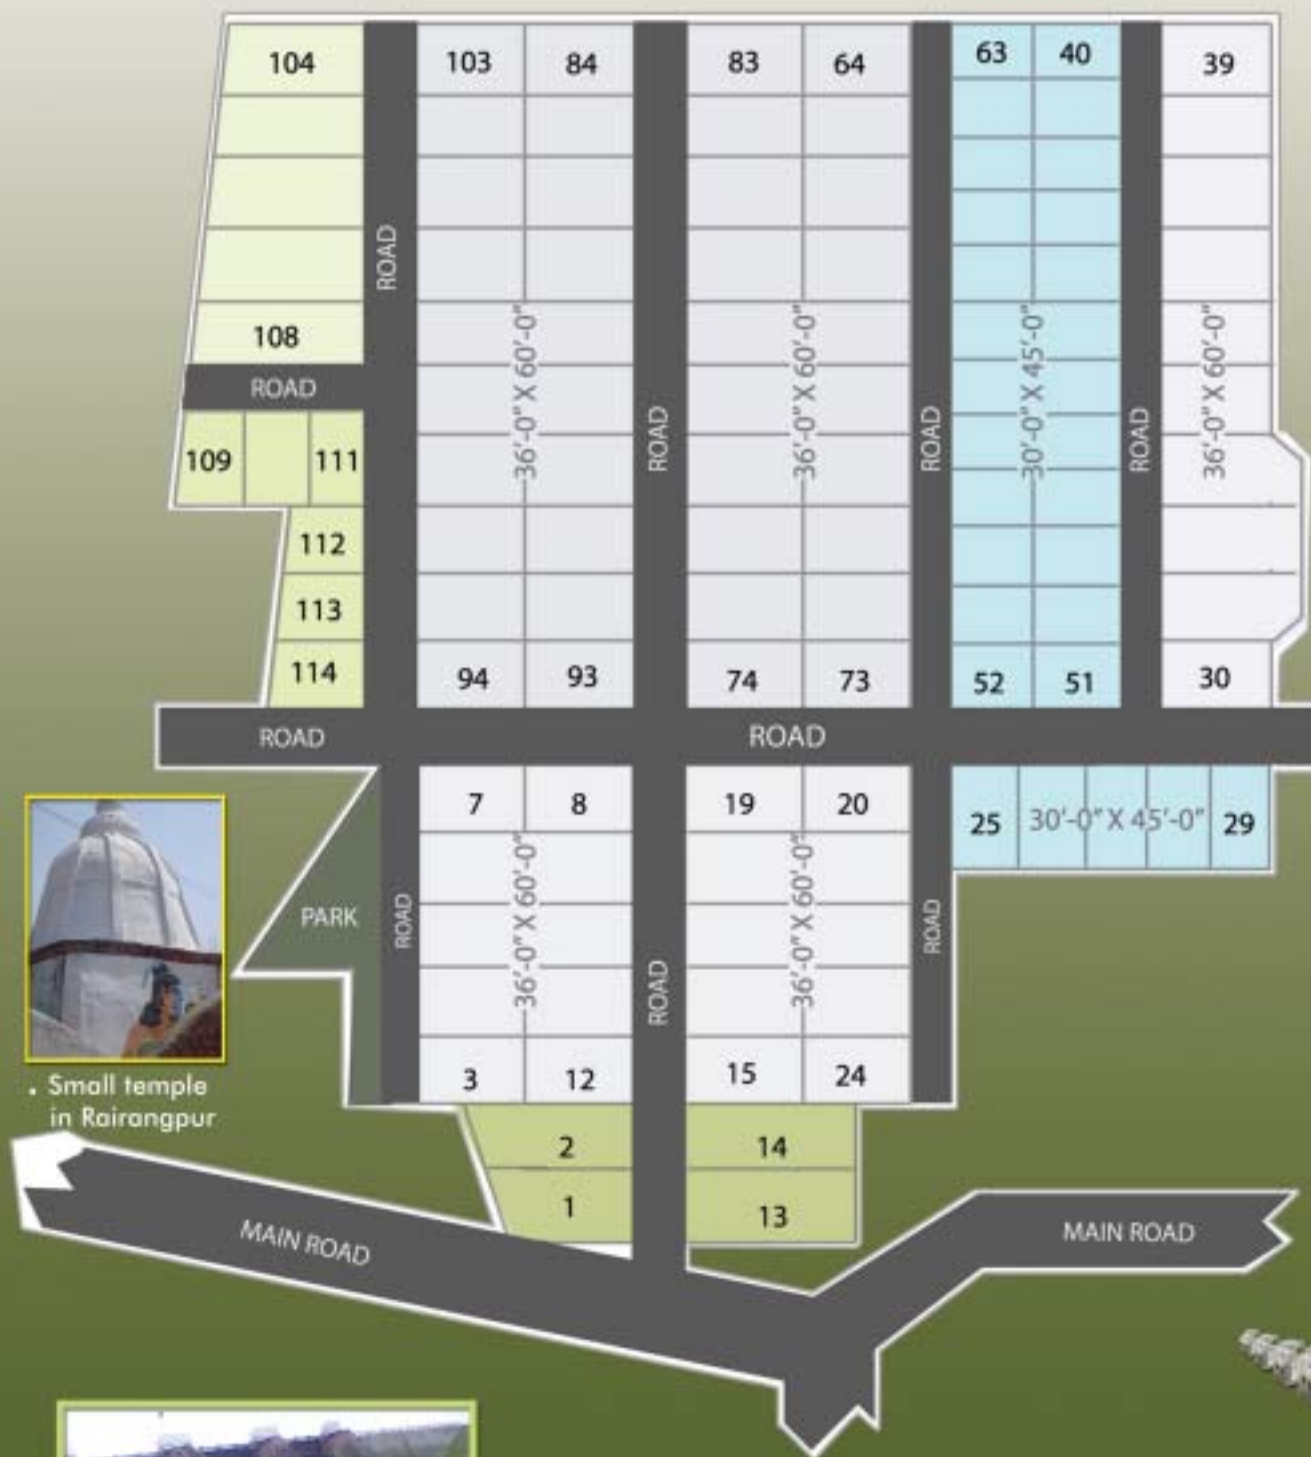 104
103
84
83
64
63
40
39
ROAD
36'-0" X 60'-0"
36'-0" X 60'-0"
30'-0" X 45'-0"
36'-0" X 60'-0"
108
ROAD
ROAD
ROAD
ROAD
109
111
112
113
114
94
93
74
73
52
51
30
ROAD
ROAD
7
8
19
20
25
30'-0" X 45'-0"
29
36'-0" X 60'-0"
36'-0" X 60'-0"
PARK
ROAD
ROAD
ROAD
3
12
15
24
. Small temple
in Rairangpur
2
14
1
13
MAIN ROAD
MAIN ROAD